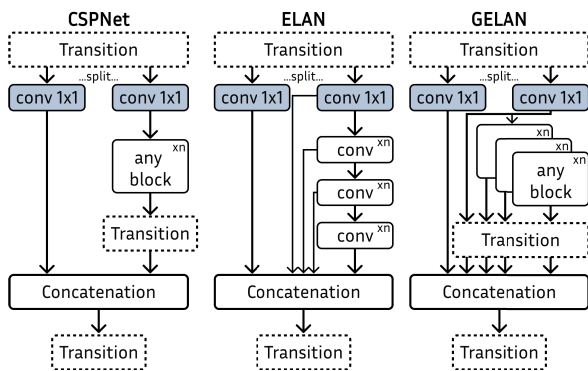 CSPNet
Transition
...split...
conv 1x1
conv 1x1
any
block
xn
Transition
Concatenation
Transition
ELAN
Transition
...split...
conv 1x1
conv 1x1
conv xn
conv xn
conv xn
Concatenation
Transition
GELAN
Transition
...split...
conv 1x1
conv 1x1
xn
xn
xn
any
block
Transition
Concatenation
Transition